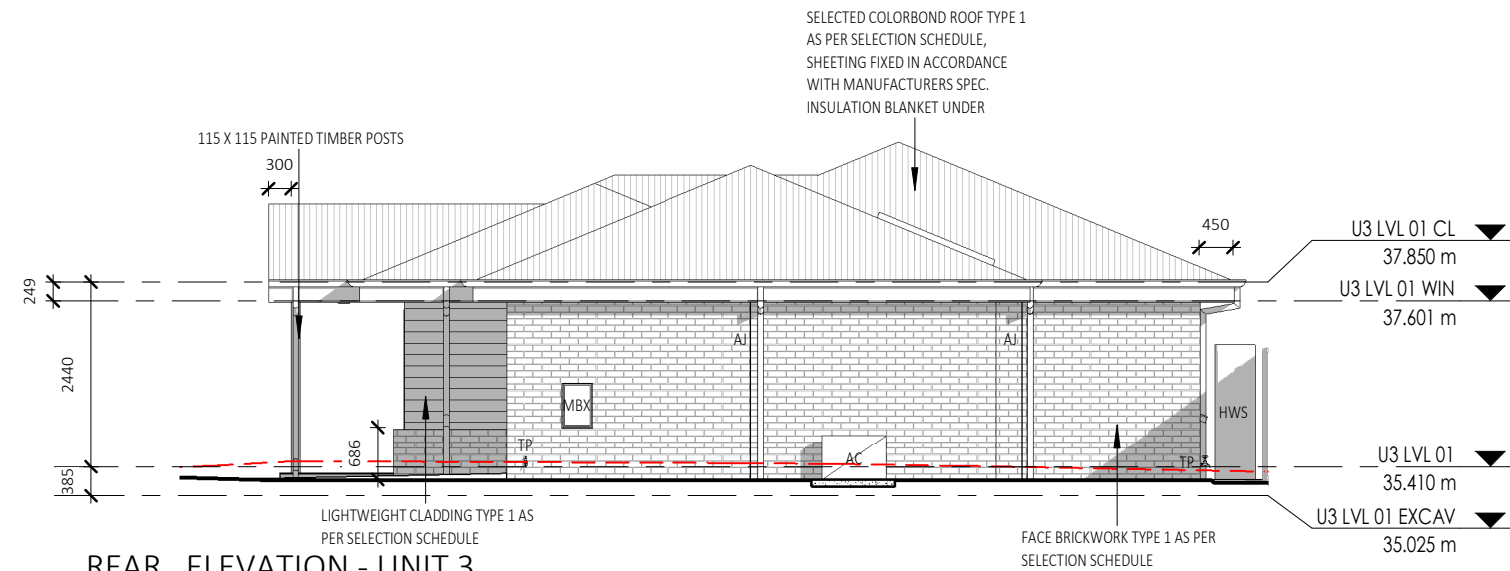 SELECTED COLORBOND ROOF TYPE 1
AS PER SELECTION SCHEDULE,
SHEETING FIXED IN ACCORDANCE
WITH MANUFACTURERS SPEC.
INSULATION BLANKET UNDER
115 X 115 PAINTED TIMBER POSTS
300
450
U3 LVL 01 CL
37.850 m
249
U3 LVL 01 WIN
37.601 m
AJ
AJ
2440
MBX
HWS
686
TP
AC
TP
U3 LVL 01
35.410 m
385
LIGHTWEIGHT CLADDING TYPE 1 AS
PER SELECTION SCHEDULE
FACE BRICKWORK TYPE 1 AS PER
SELECTION SCHEDULE
U3 LVL 01 EXCAV
35.025 m
REAR ELEVATION - UNIT 3